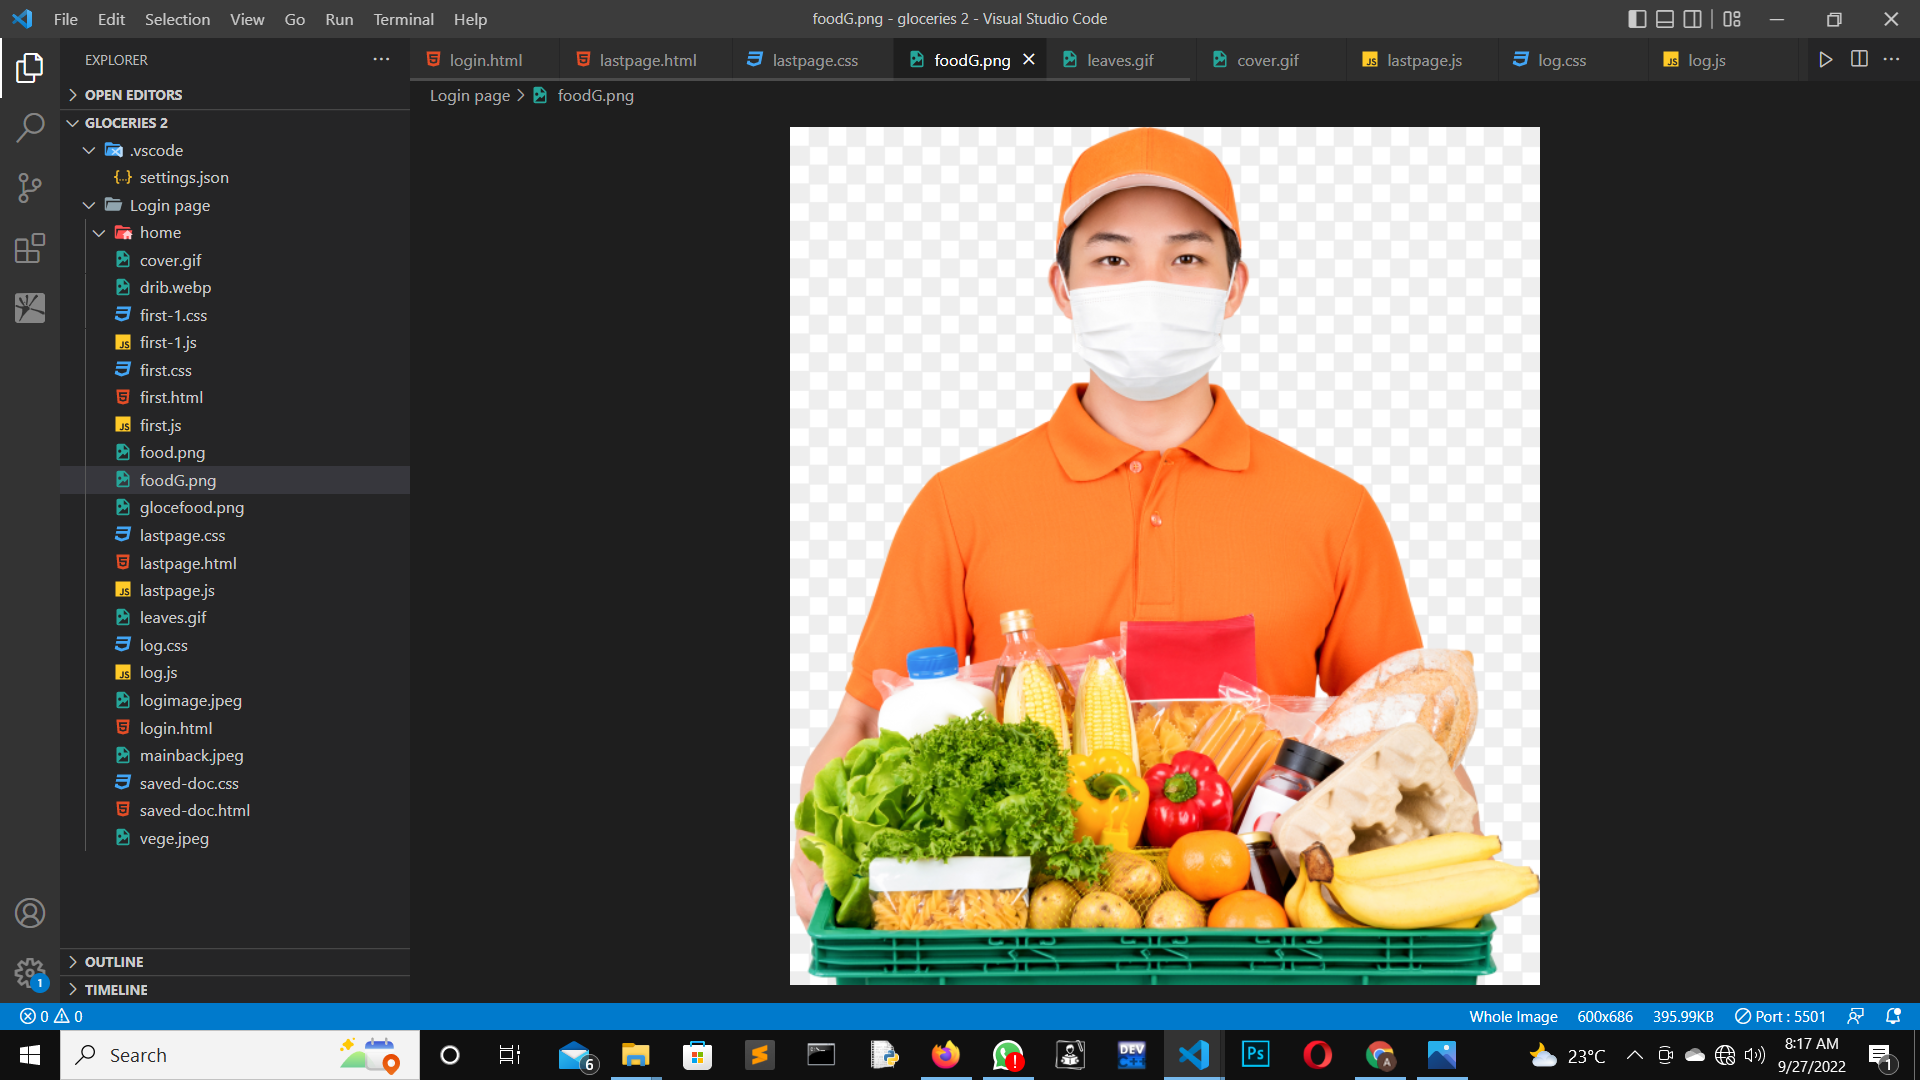 File Edit Selection View Go Run Terminal Help
foodG.png - gloceries 2 - Visual Studio Code
EXPLORER
login.html
lastpage.html
lastpage.css
foodG.png
leaves.gif
cover.gif
lastpage.js
log.css
log.js
Login page
foodG.png
OPEN EDITORS
GLOCERIES 2
.vscode
settings.json
Login page
home
cover.gif
drib.webp
first-1.css
first-1.js
first.css
first.html
first.js
food.png
foodG.png
glocefood.png
lastpage.css
lastpage.html
lastpage.js
leaves.gif
log.css
log.js
logimage.jpeg
login.html
mainback.jpeg
saved-doc.css
saved-doc.html
vege.jpeg
OUTLINE
TIMELINE
1
0 0
Whole Image 600x686 395.99KB Port : 5501
Search
6
DEV
Ps
A
23°C
8:17 AM
9/27/2022
1